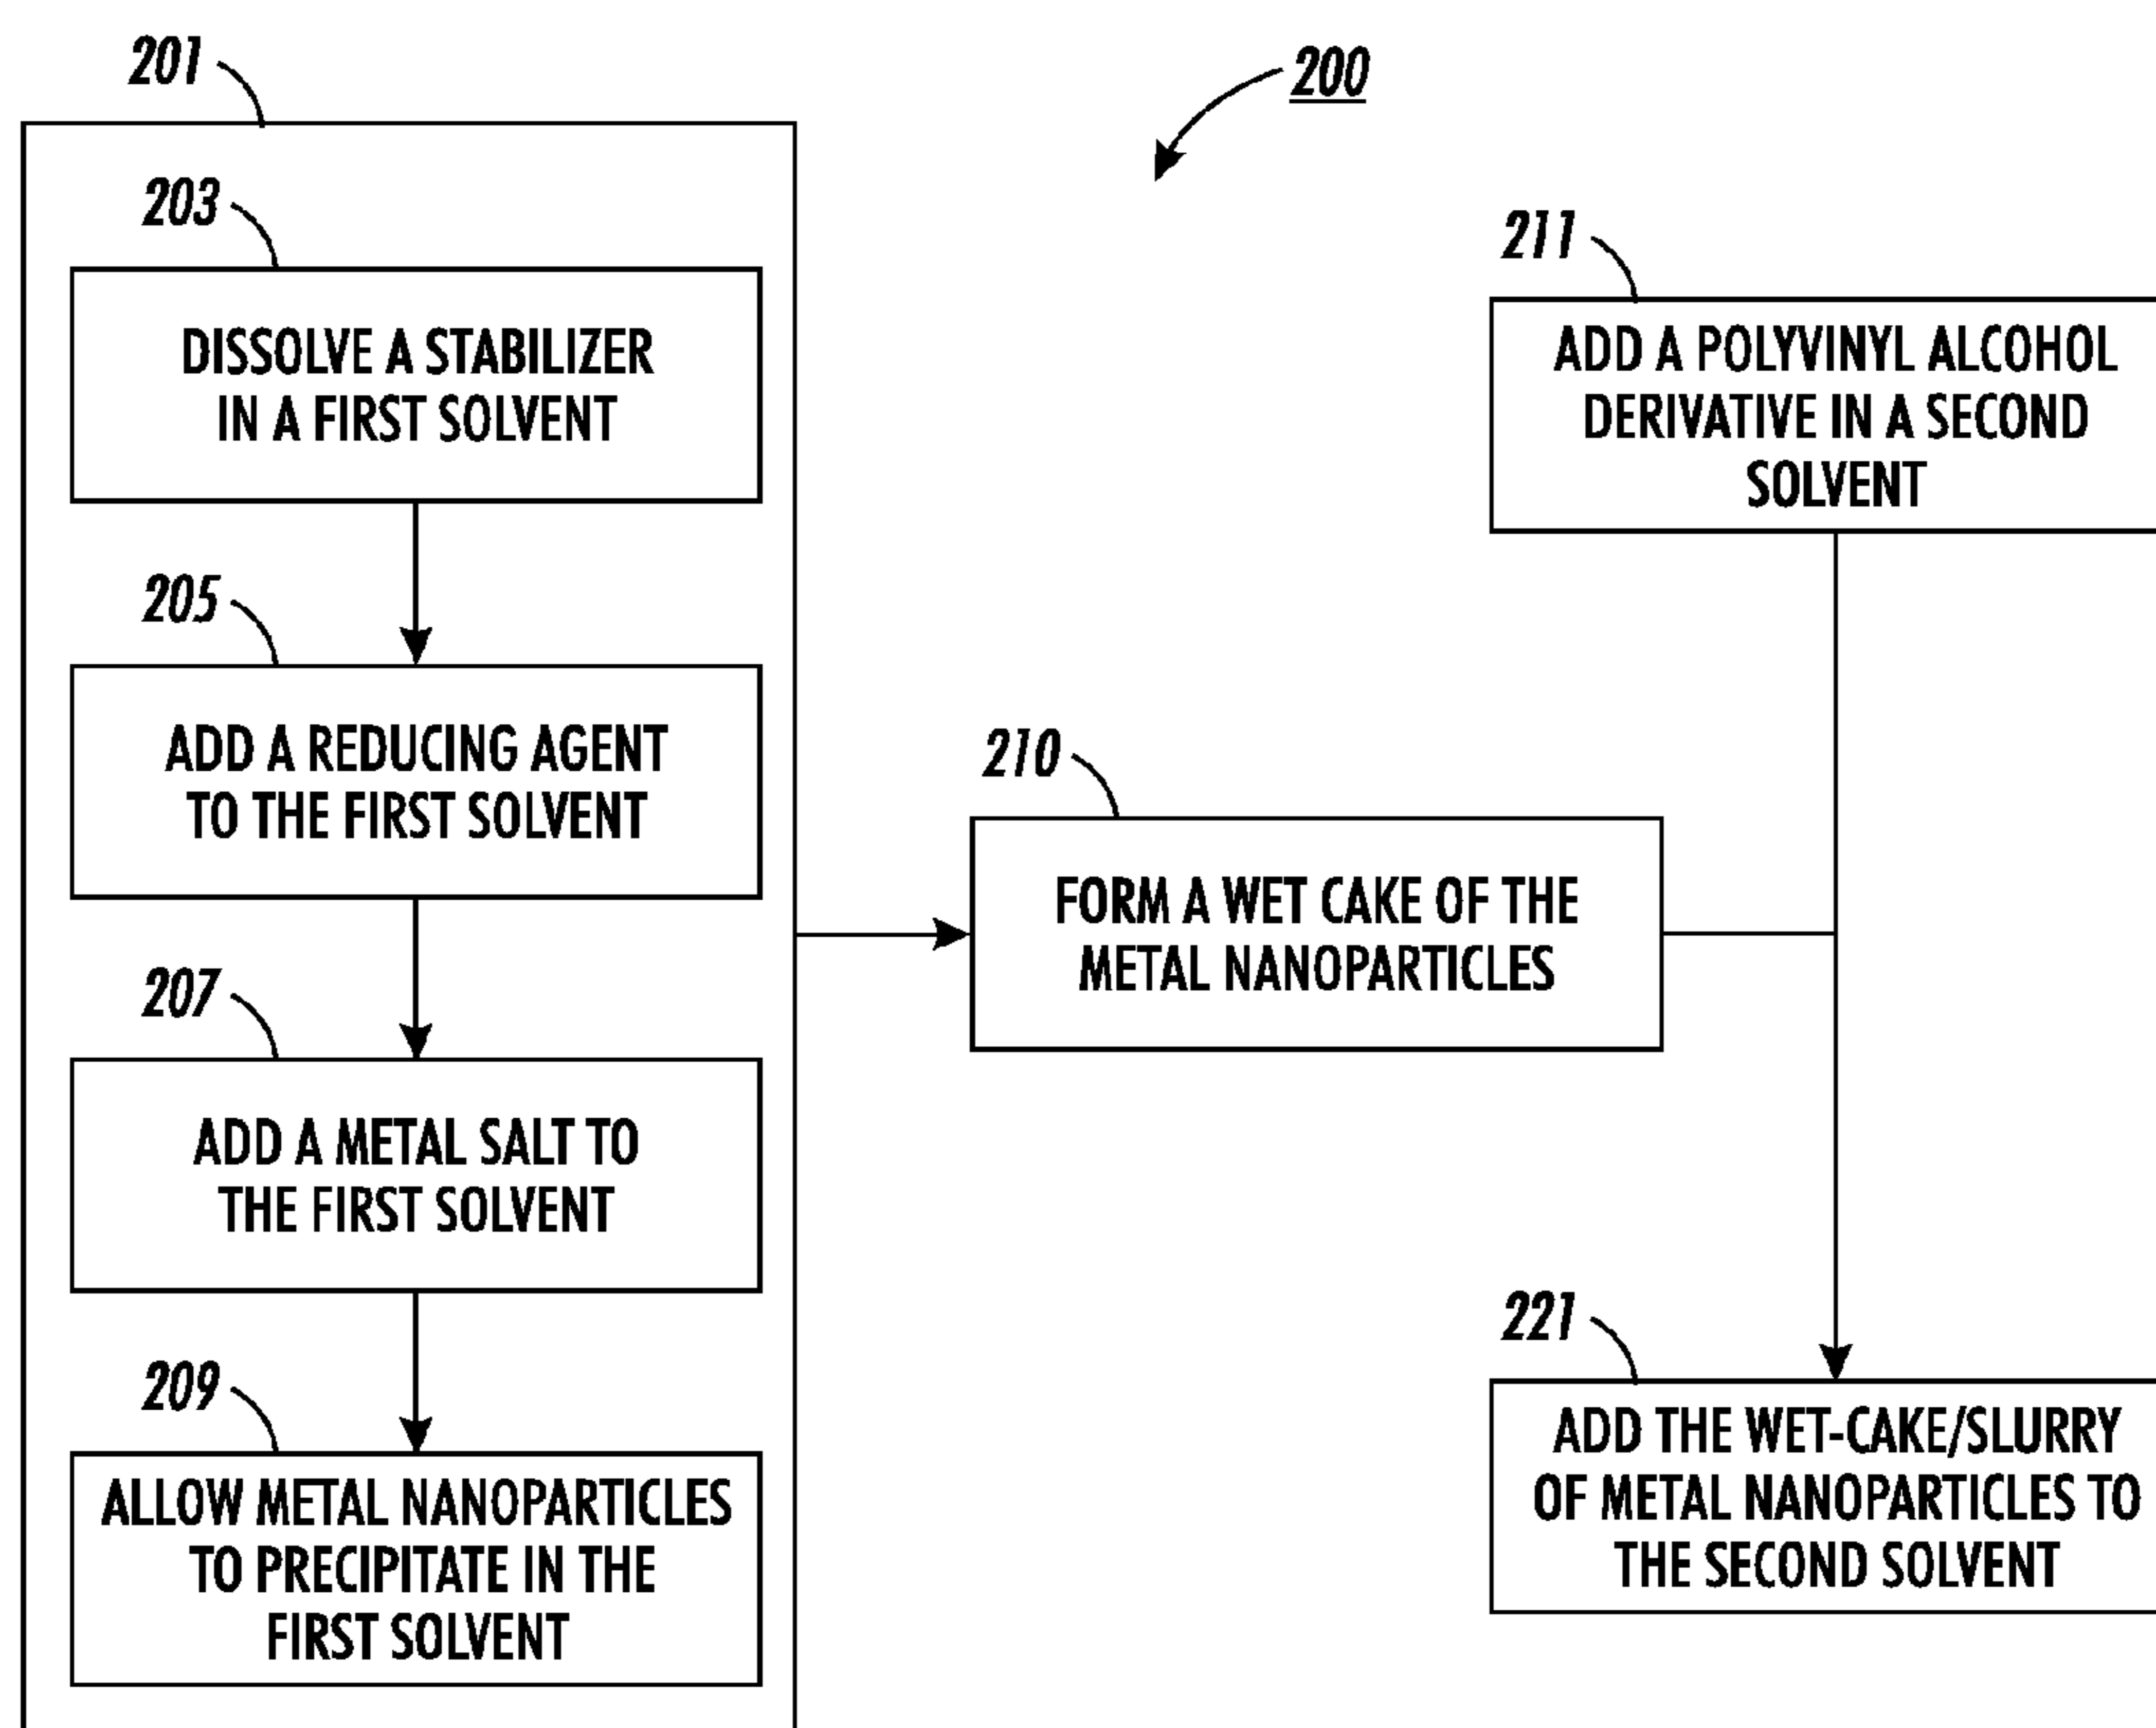 201
200
203
DISSOLVE A STABILIZER
IN A FIRST SOLVENT
205
ADD A REDUCING AGENT
TO THE FIRST SOLVENT
207
ADD A METAL SALT TO
THE FIRST SOLVENT
209
ALLOW METAL NANOPARTICLES
TO PRECIPITATE IN THE
FIRST SOLVENT
210
FORM A WET CAKE OF THE
METAL NANOPARTICLES
211
ADD A POLYVINYL ALCOHOL
DERIVATIVE IN A SECOND
SOLVENT
221
ADD THE WET-CAKE/SLURRY
OF METAL NANOPARTICLES TO
THE SECOND SOLVENT